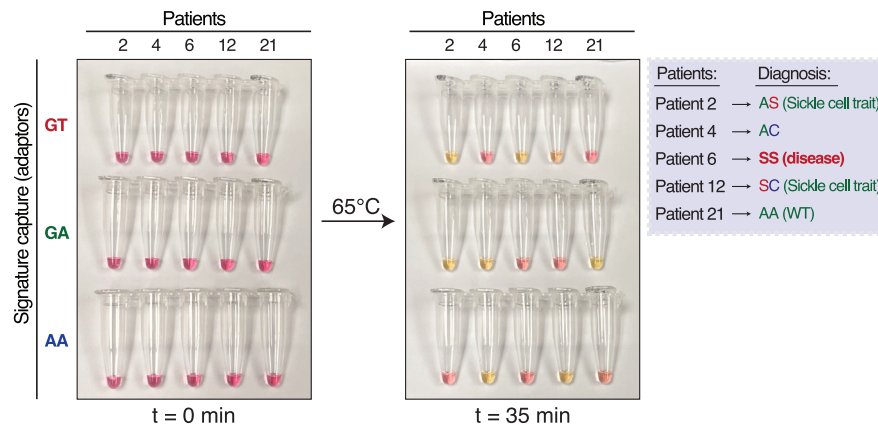 Patients
2 4 6 12 21
Patients
2 4 6 12 21
Signature capture (adaptors)
GT
GA
AA
65°C
t = 0 min
t = 35 min
Patients: Diagnosis:
Patient 2 → AS (Sickle cell trait)
Patient 4 → AC
Patient 6 → SS (disease)
Patient 12 → SC (Sickle cell trait)
Patient 21 → AA (WT)